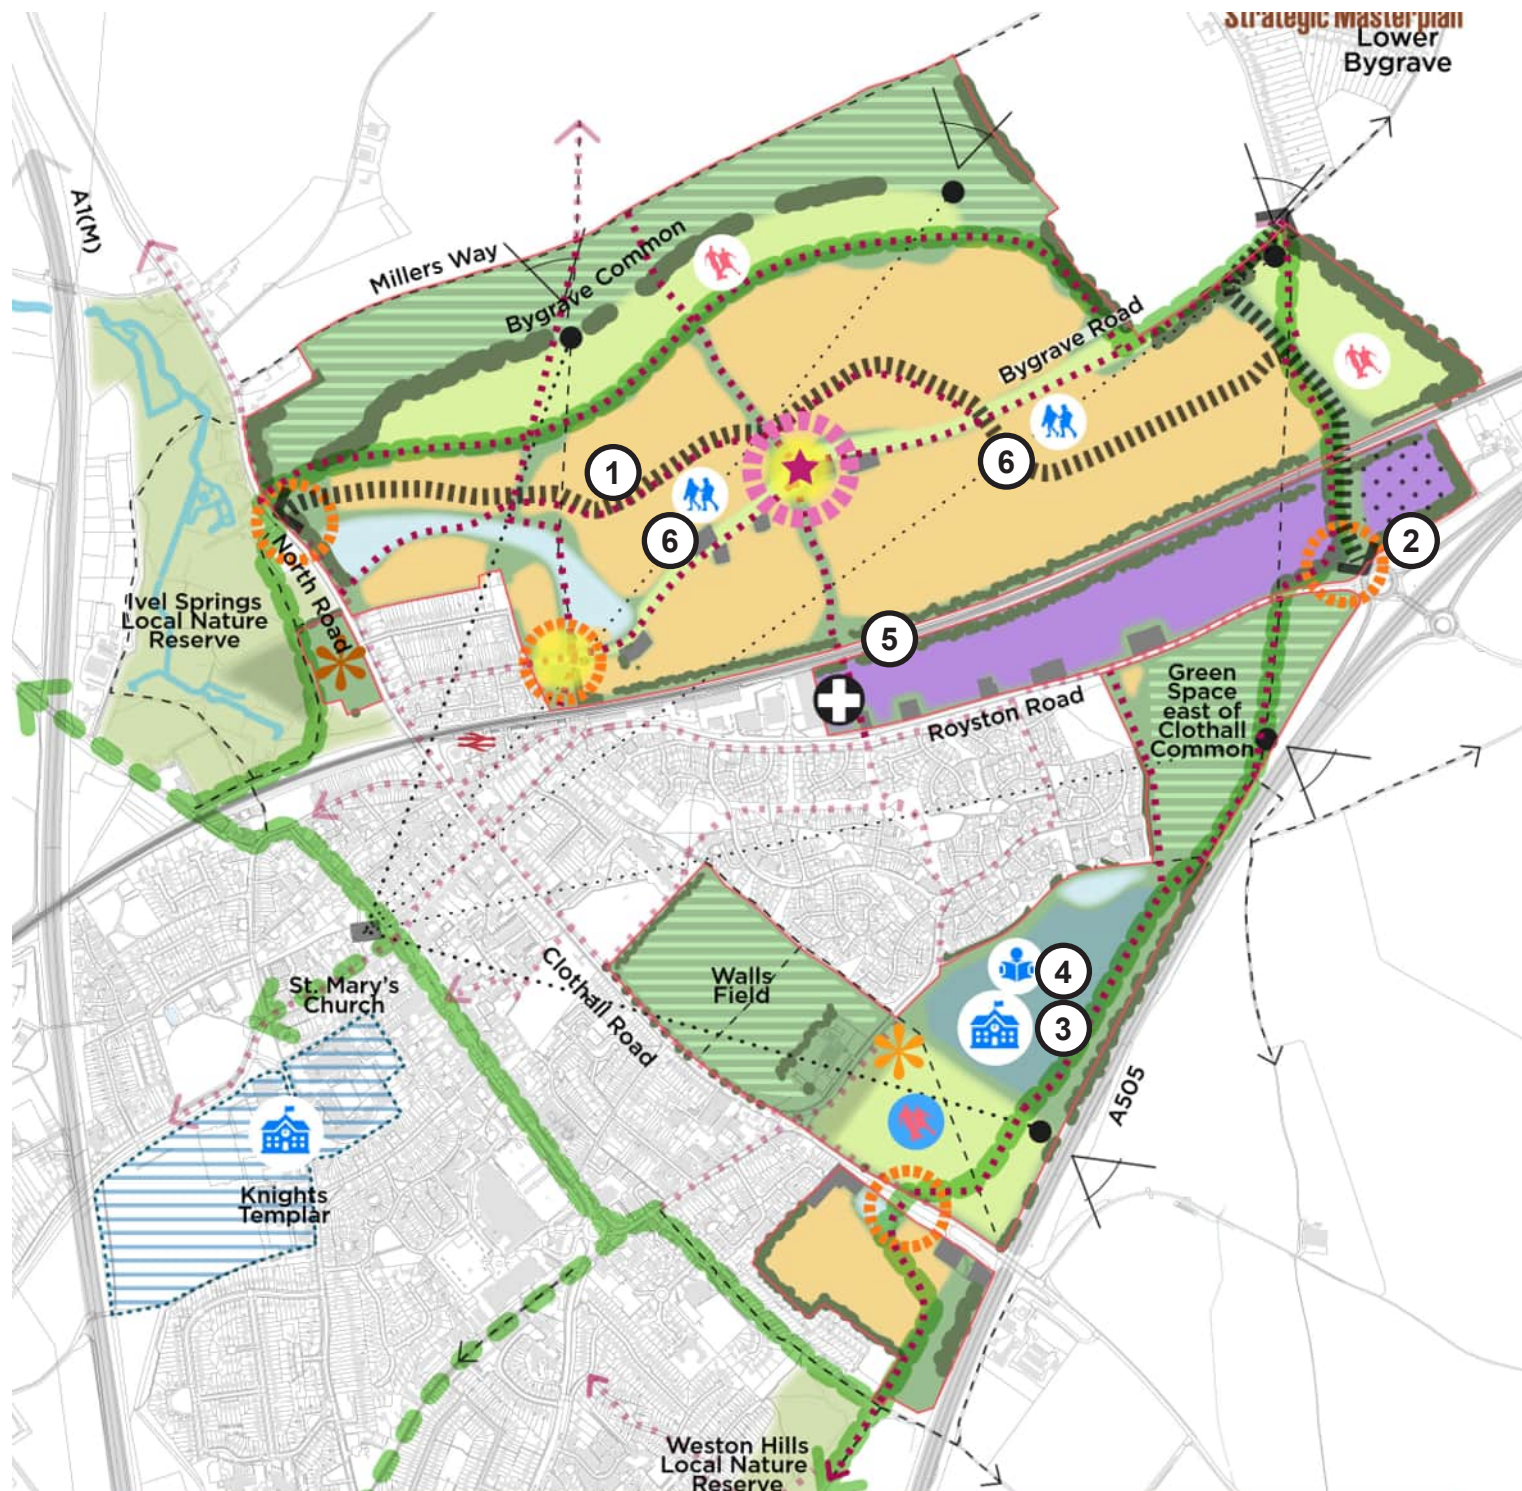 Strategic Masterplan
Lower
Bygrave
A1(M)
Millers Way
Bygrave Common
Bygrave Road
1
6
6
2
North Road
Ivel Springs
Local Nature
Reserve
5
Green
Space
east of
Clothall
Common
Royston Road
Walls
Field
4
3
St. Mary's
Church
Clothall Road
A505
Knights
Templar
Weston Hills
Local Nature
Reserve